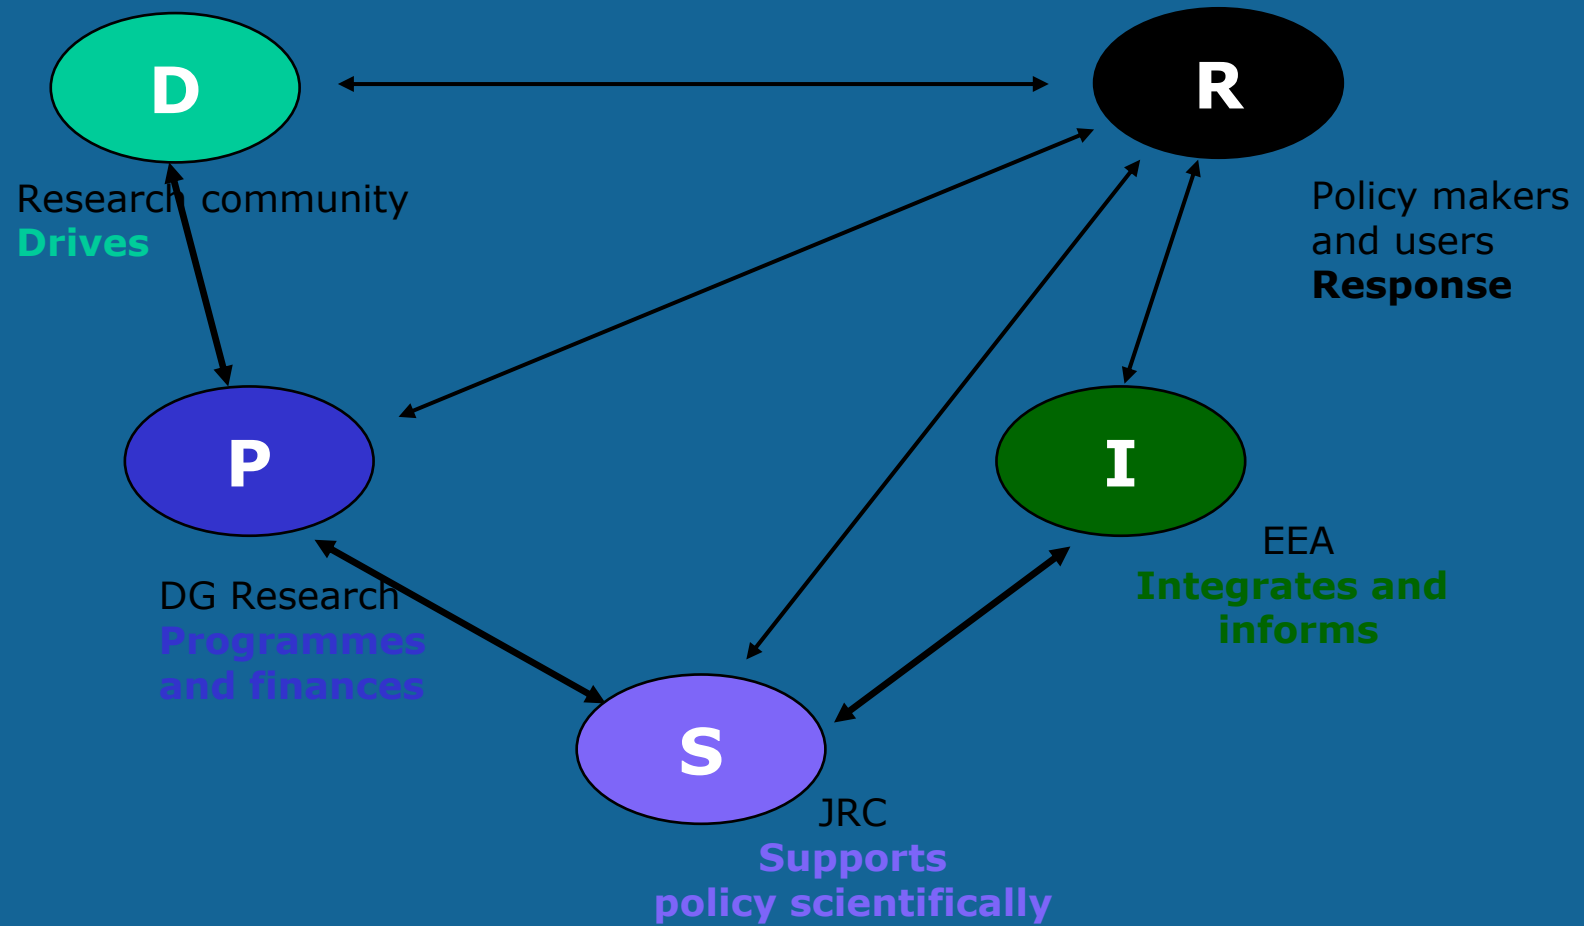 D
R
Research community
Drives
Policy makers
and users
Response
P
I
DG Research
Programmes
and finances
EEA
Integrates and
informs
S
JRC
Supports
policy scientifically